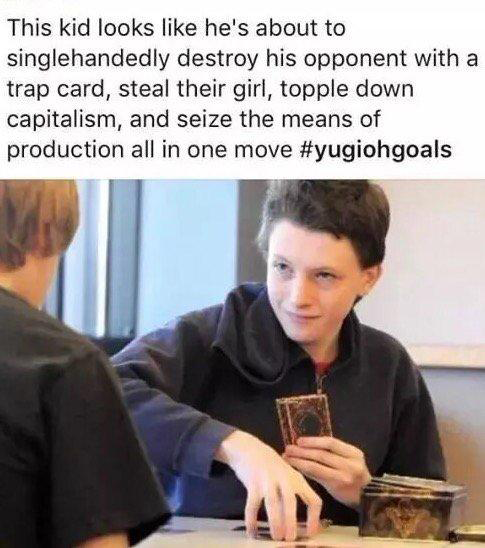 This kid looks like he's about to
singlehandedly destroy his opponent with a
trap card, steal their girl, topple down
capitalism, and seize the means of
production all in one move #yugiohgoals